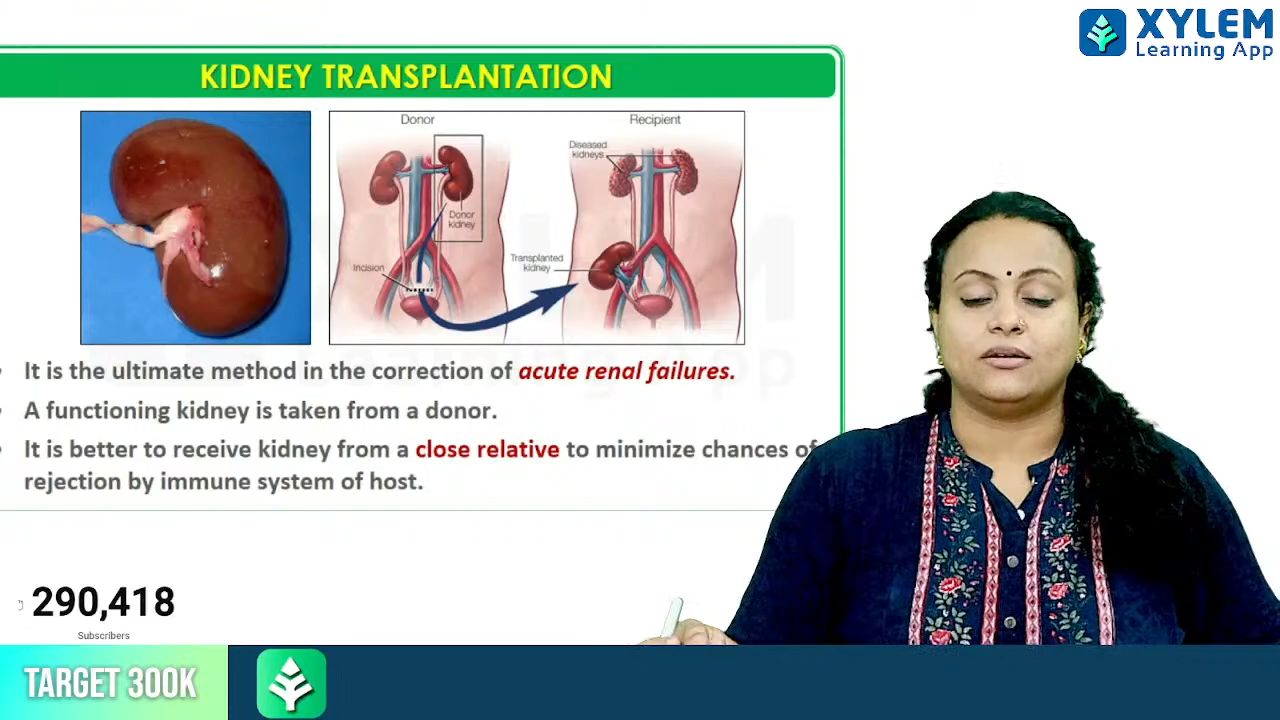 XYLEM
Learning App
KIDNEY TRANSPLANTATION
Donor
Recipient
Diseased
kidneys
Donor
kidney
Incision
Transplanted
kidney
It is the ultimate method in the correction of acute renal failures.
A functioning kidney is taken from a donor.
It is better to receive kidney from a close relative to minimize chances of
rejection by immune system of host.
290,418
Subscribers
TARGET 300K